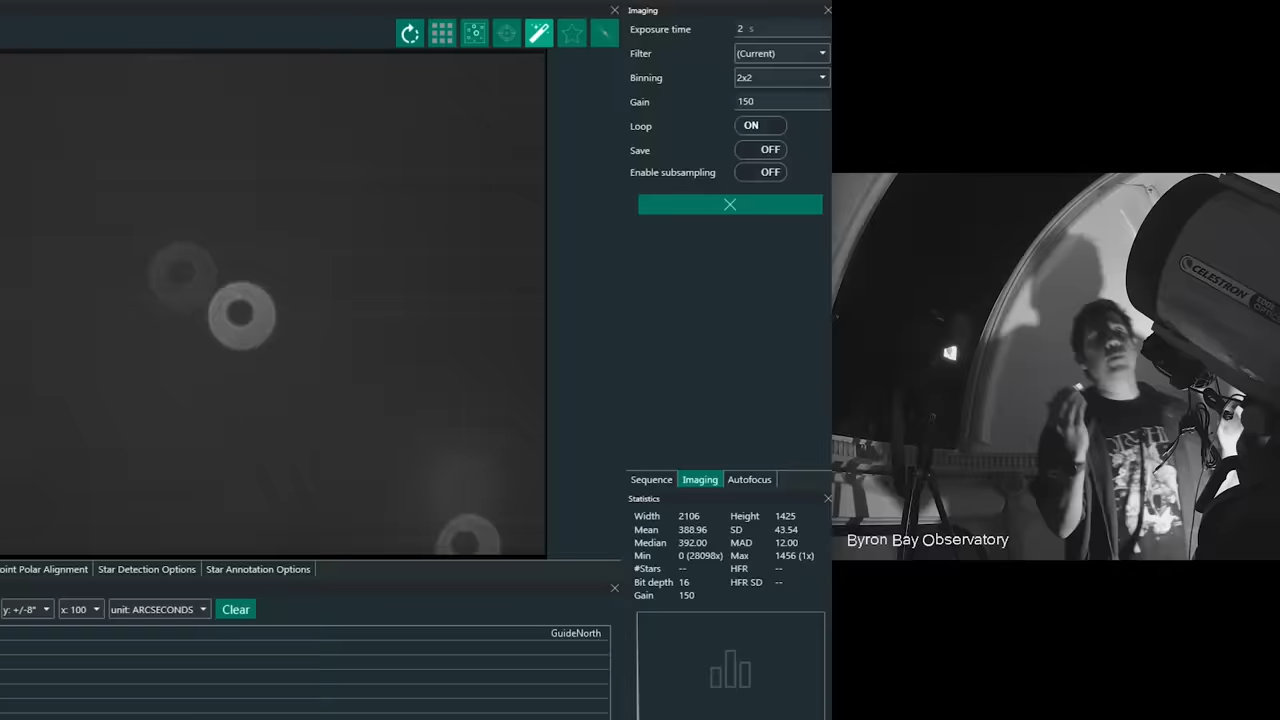 Imaging
Exposure time 2 s
Filter (Current)
Binning 2x2
Gain 150
Loop ON
Save OFF
Enable subsampling OFF
CELESTRON
Byron Bay Observatory
Sequence Imaging Autofocus
Statistics
Width 2106 Height 1425
Mean 388.96 SD 43.54
Median 392.00 MAD 12.00
Min 0 (28098x) Max 1456 (1x)
#Stars -- HFR --
Bit depth 16 HFR SD --
Gain 150
oint Polar Alignment Star Detection Options Star Annotation Options
y: +/-8" x: 100 unit: ARCSECONDS Clear
GuideNorth